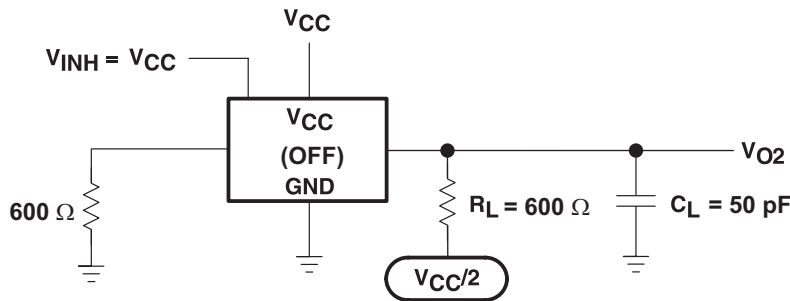 VCC
VINH = VCC
VCC
(OFF)
GND
VO2
600 Ω
RL = 600 Ω
CL = 50 pF
VCC/2